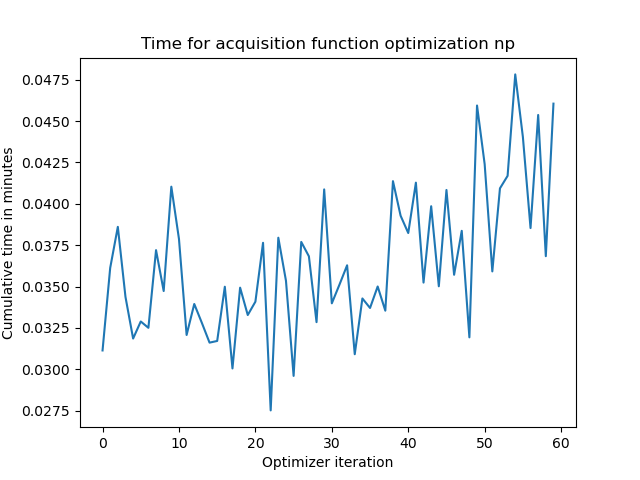 Time for acquisition function optimization np
Cumulative time in minutes
0.0475
0.0450
0.0425
0.0400
0.0375
0.0350
0.0325
0.0300
0.0275
0 10 20 30 40 50 60
Optimizer iteration